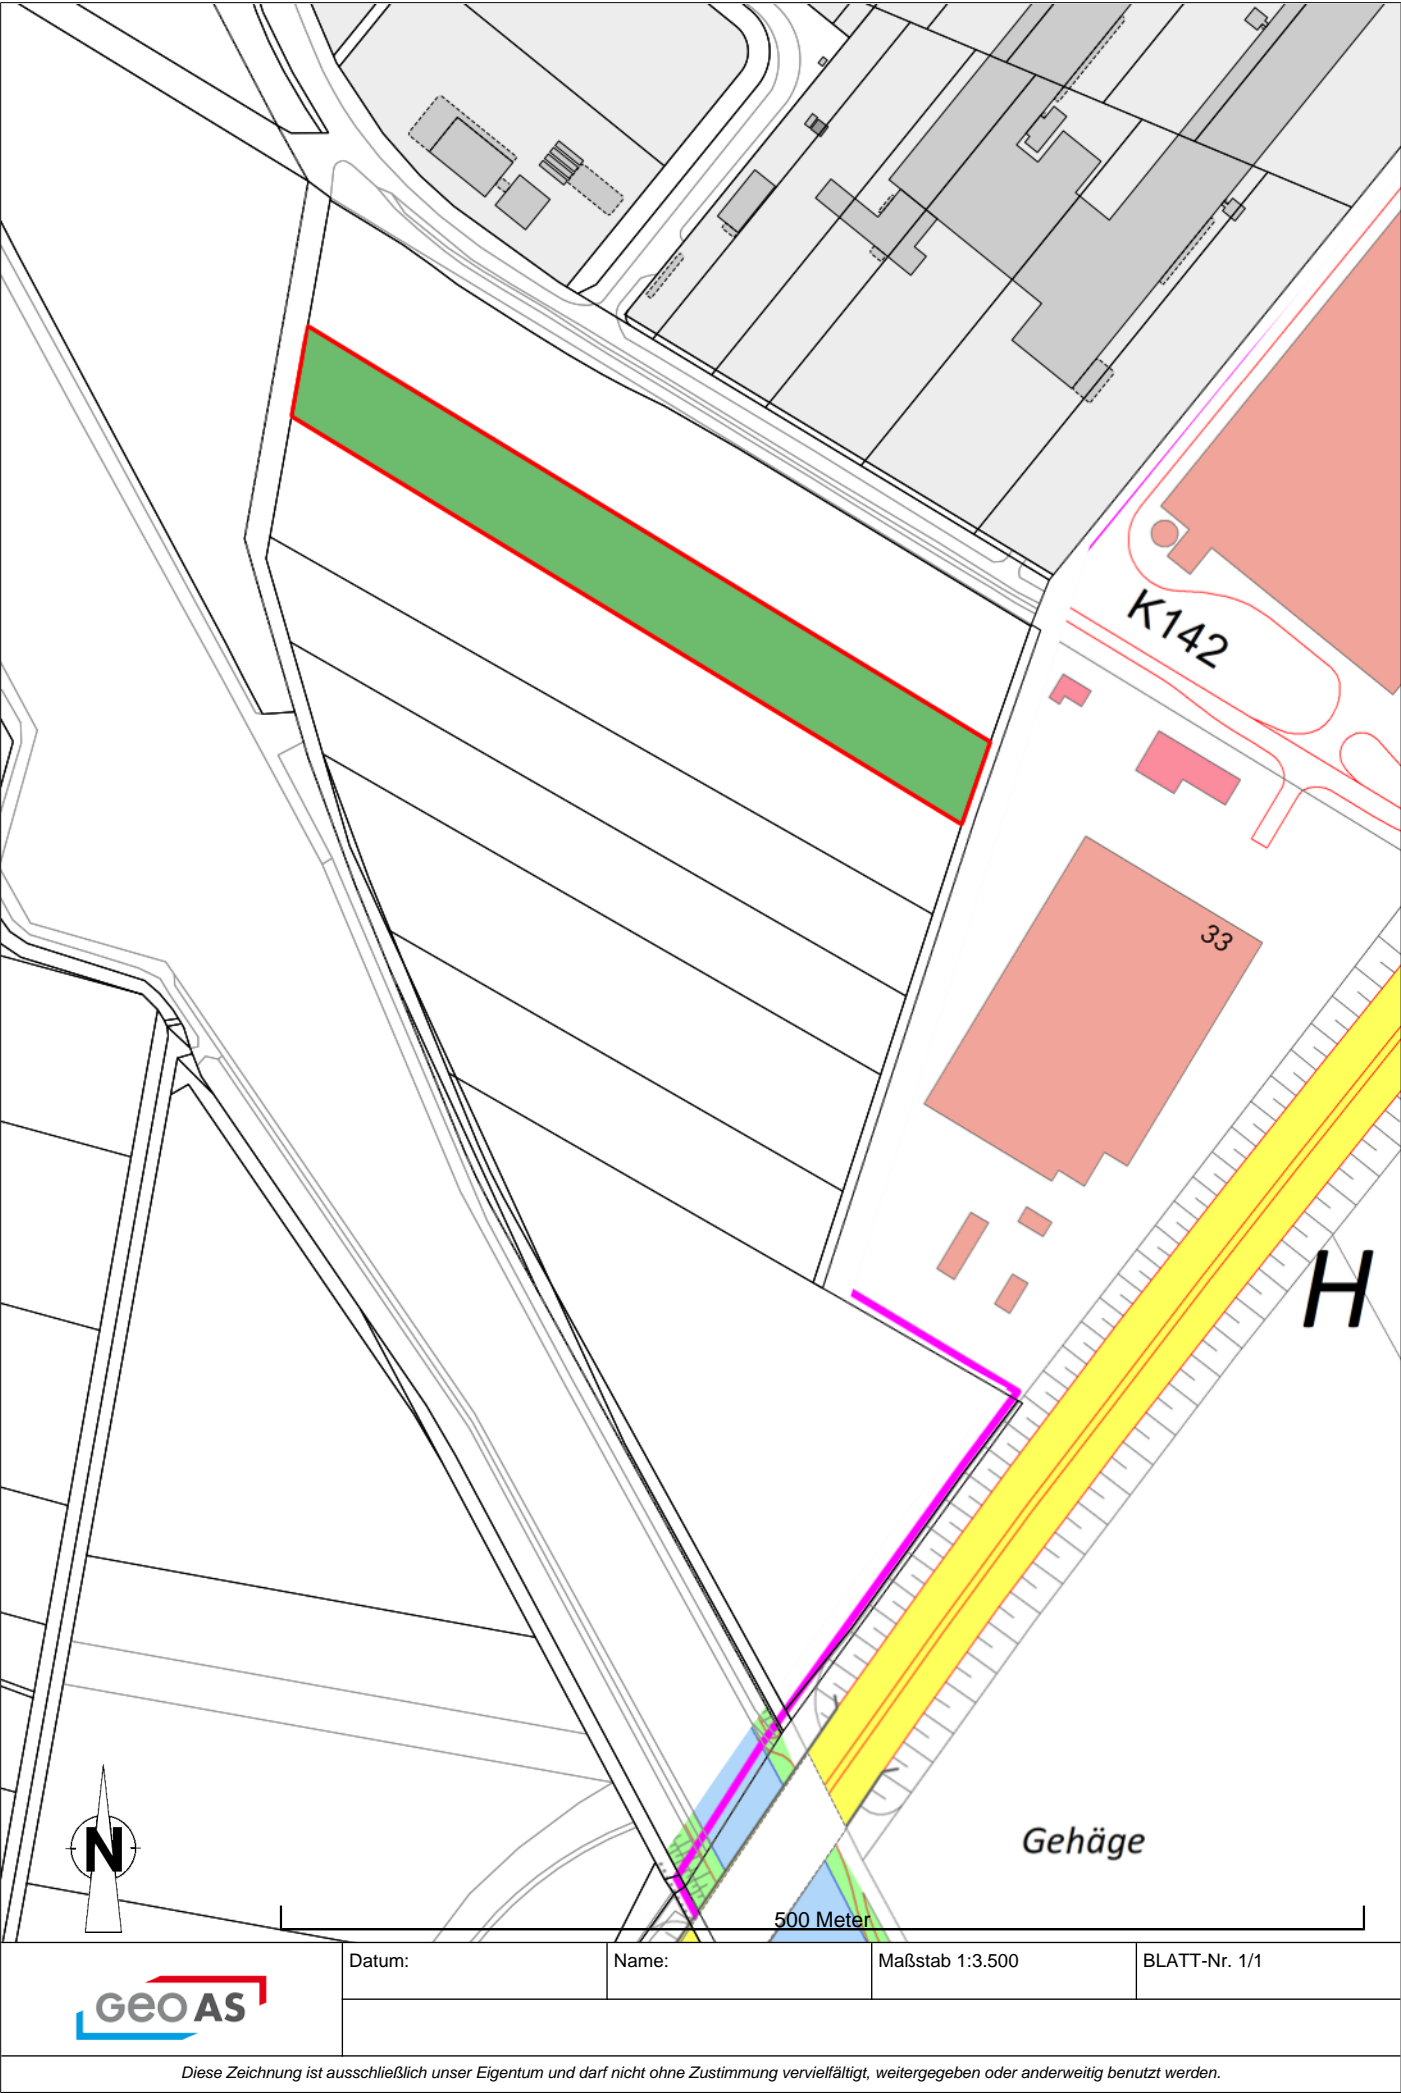 K142
33
H
Gehäge
N
500 Meter
Datum:
Name:
Maßstab 1:3.500
BLATT-Nr. 1/1
GEO AS
Diese Zeichnung ist ausschließlich unser Eigentum und darf nicht ohne Zustimmung vervielfältigt, weitergegeben oder anderweitig benutzt werden.